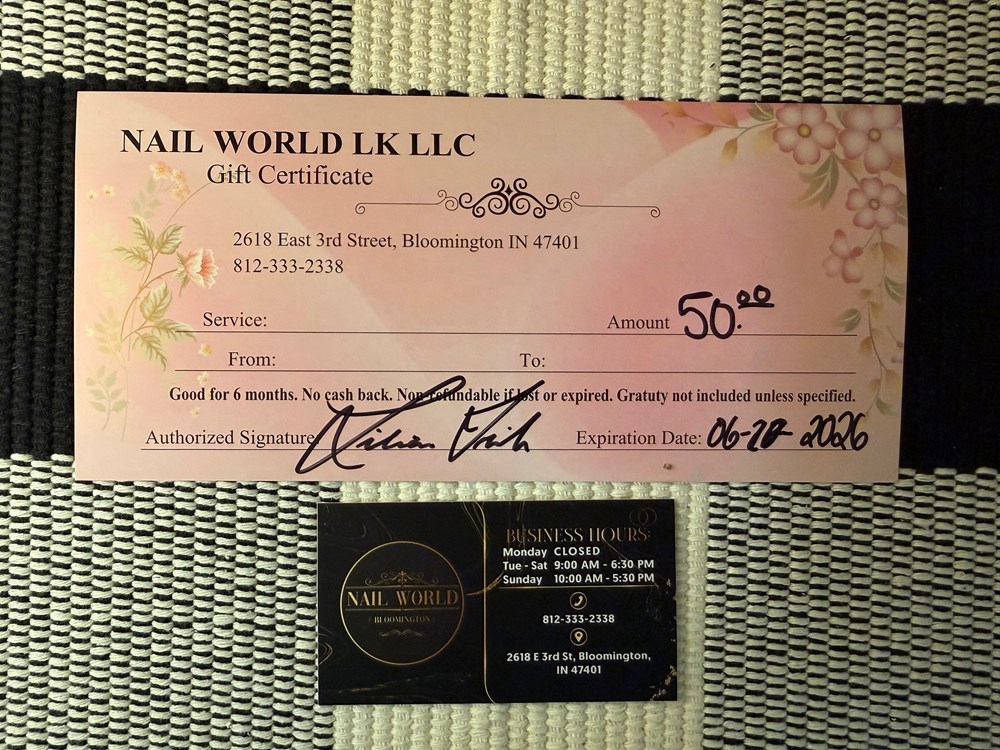 NAIL WORLD LK LLC
Gift Certificate
2618 East 3rd Street, Bloomington IN 47401
812-333-2338
Service: Amount 50.00
From: To:
Good for 6 months. No cash back. Non-refundable if lost or expired. Gratuty not included unless specified.
Authorized Signature Expiration Date: 2026
NAIL WORLD
BLOOMINGTON
BUSINESS HOURS:
Monday CLOSED
Tue - Sat 9:00 AM - 6:30 PM
Sunday 10:00 AM - 5:30 PM
812-333-2338
2618 E 3rd St, Bloomington,
IN 47401